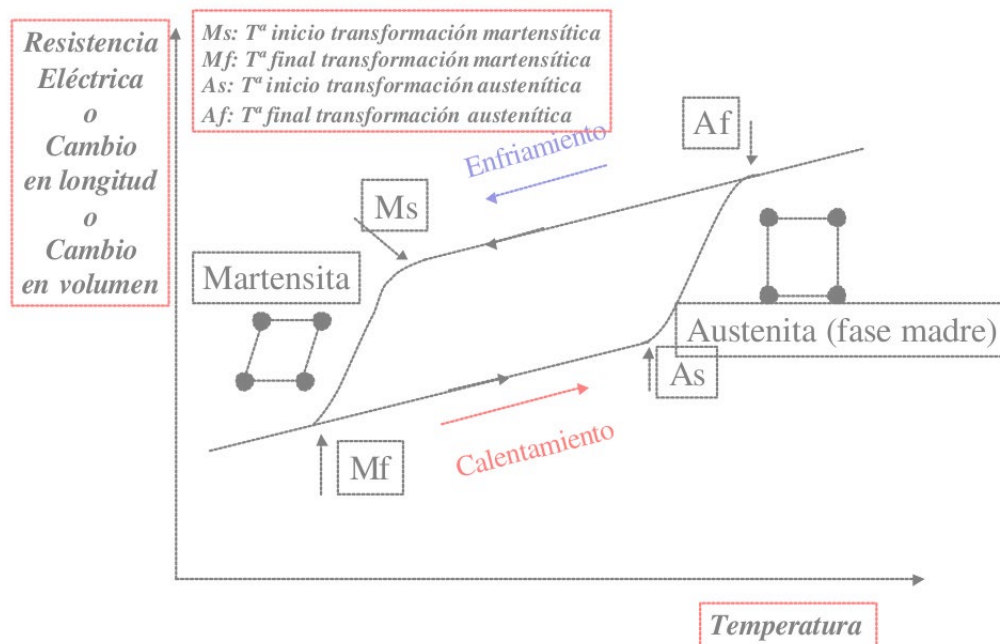 Resistencia
Eléctrica
o
Cambio
en longitud
o
Cambio
en volumen
Ms: Tª inicio transformación martensítica
Mf: Tª final transformación martensítica
As: Tª inicio transformación austenítica
Af: Tª final transformación austenítica
Af
Enfriamiento
Ms
Martensita
Austenita (fase madre)
As
Calentamiento
Mf
Temperatura